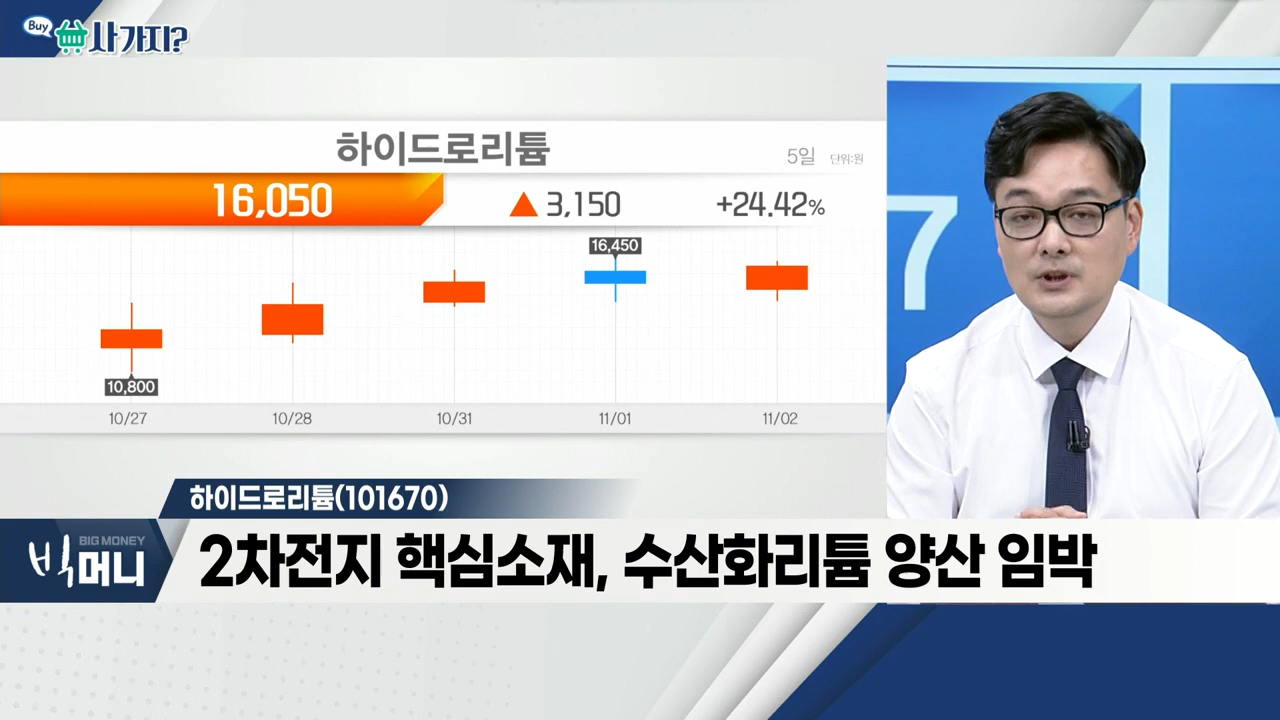 Buy
사가지?
하이드로리튬
5일 단위:원
16,050 ▲ 3,150 +24.42%
16,450
10,800
10/27 10/28 10/31 11/01 11/02
7
하이드로리튬(101670)
BIG MONEY
빅머니
2차전지 핵심소재, 수산화리튬 양산 임박